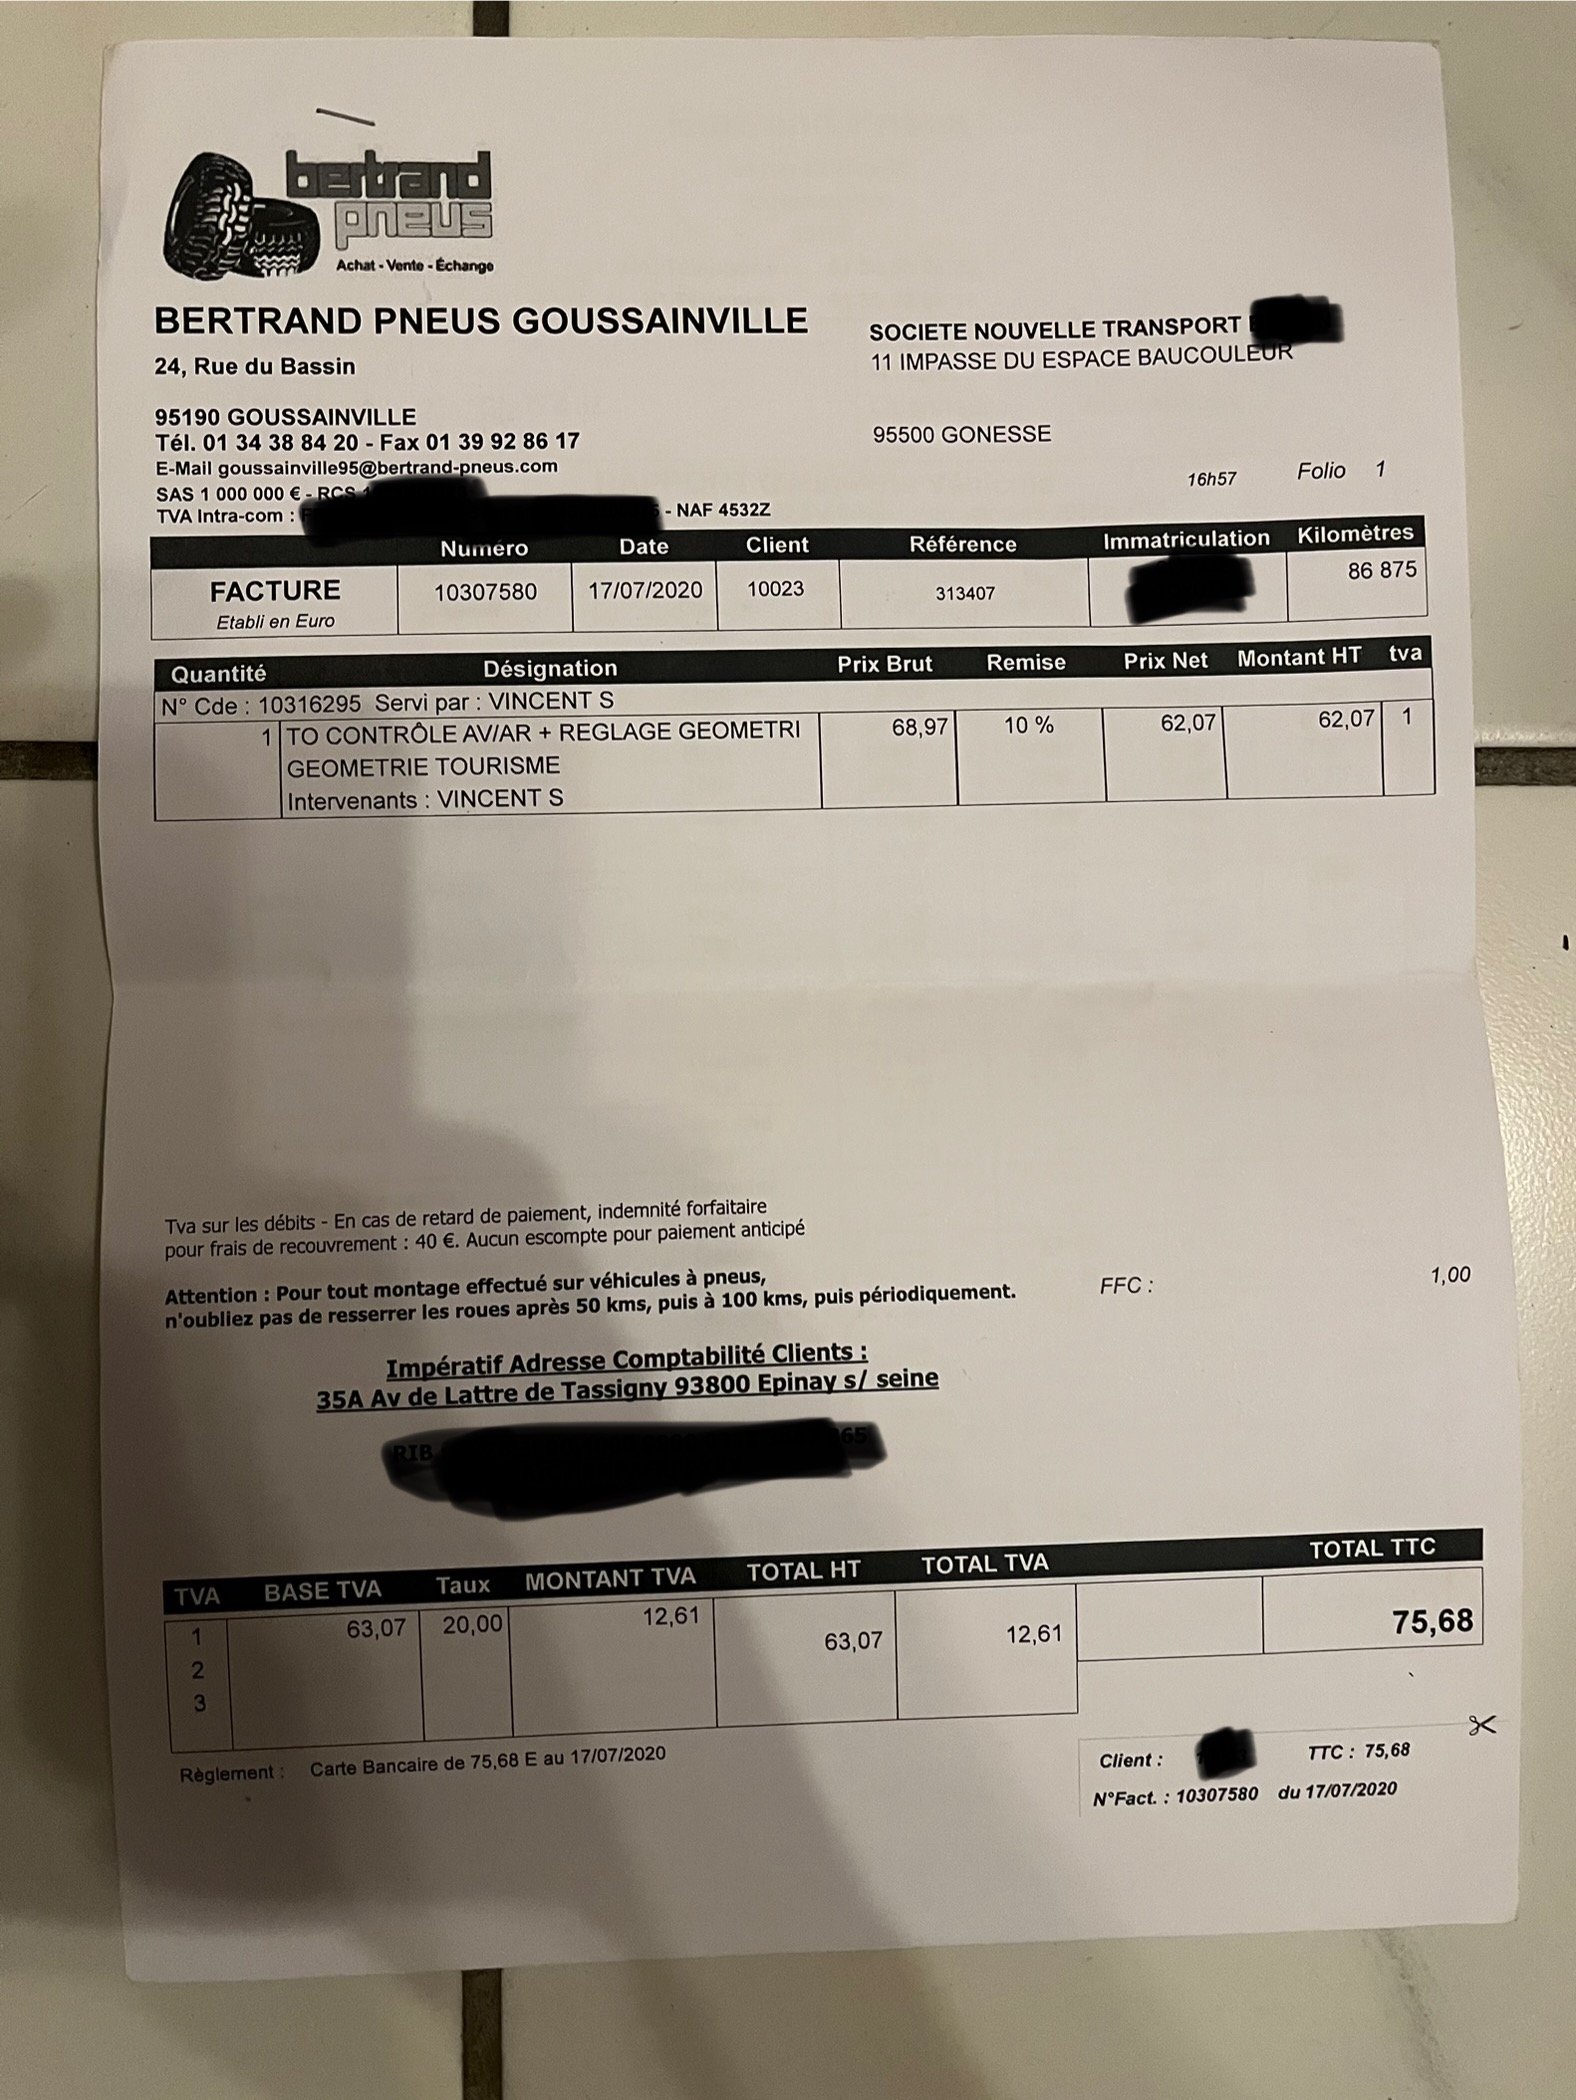 bertrand
pneus
Achat - Vente - Échange
BERTRAND PNEUS GOUSSAINVILLE
24, Rue du Bassin
95190 GOUSSAINVILLE
Tél. 01 34 38 84 20 - Fax 01 39 92 86 17
E-Mail goussainville95@bertrand-pneus.com
SAS 1 000 000 € - RCS
TVA Intra-com : - NAF 4532Z
SOCIETE NOUVELLE TRANSPORT
11 IMPASSE DU ESPACE BAUCOULEUR
95500 GONESSE
16h57 Folio 1
Numéro Date Client Référence Immatriculation Kilomètres
FACTURE 10307580 17/07/2020 10023 313407 86 875
Etabli en Euro
Quantité Désignation Prix Brut Remise Prix Net Montant HT tva
N° Cde : 10316295 Servi par : VINCENT S
1 TO CONTRÔLE AV/AR + REGLAGE GEOMETRI 68,97 10 % 62,07 62,07 1
GEOMETRIE TOURISME
Intervenants : VINCENT S
Tva sur les débits - En cas de retard de paiement, indemnité forfaitaire
pour frais de recouvrement : 40 €. Aucun escompte pour paiement anticipé
Attention : Pour tout montage effectué sur véhicules à pneus,
n'oubliez pas de resserrer les roues après 50 kms, puis à 100 kms, puis périodiquement.
FFC : 1,00
Impératif Adresse Comptabilité Clients :
35A Av de Lattre de Tassigny 93800 Epinay s/ seine
RIB
TVA BASE TVA Taux MONTANT TVA TOTAL HT TOTAL TVA TOTAL TTC
1 63,07 20,00 12,61 63,07 12,61 75,68
2
3
Règlement : Carte Bancaire de 75,68 E au 17/07/2020
Client : TTC : 75,68
N°Fact. : 10307580 du 17/07/2020